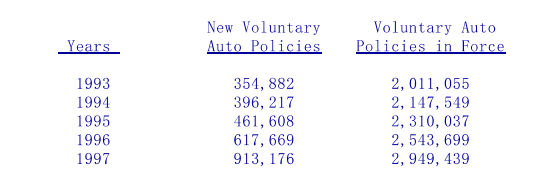 New Voluntary Voluntary Auto
Years Auto Policies Policies in Force
1993 354,882 2,011,055
1994 396,217 2,147,549
1995 461,608 2,310,037
1996 617,669 2,543,699
1997 913,176 2,949,439